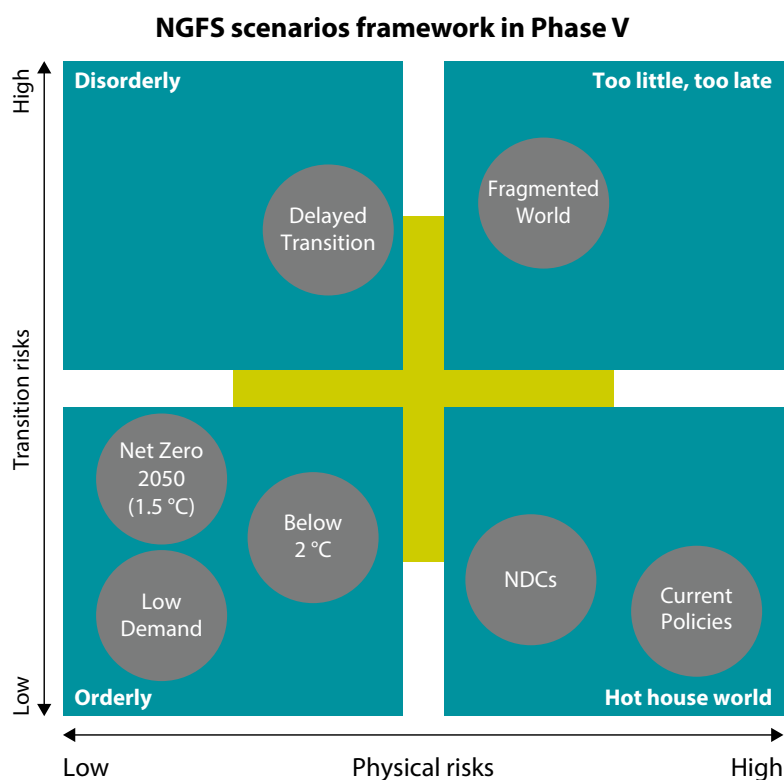 NGFS scenarios framework in Phase V
High
Transition risks
Low
Disorderly
Too little, too late
Delayed
Transition
Fragmented
World
Net Zero
2050
(1.5 °C)
Below
2 °C
Low
Demand
NDCs
Current
Policies
Orderly
Hot house world
Low
Physical risks
High